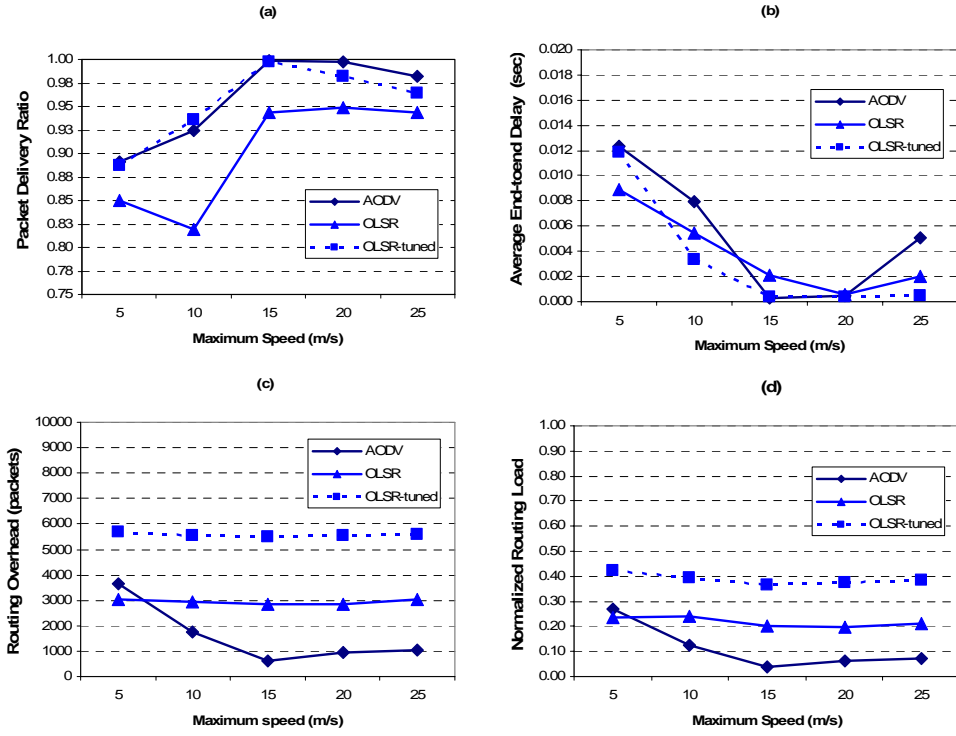 (a)
Packet Delivery Ratio
1.00
0.98
0.95
0.93
0.90
0.88
0.85
0.83
0.80
0.78
0.75
AODV
OLSR
OLSR-tuned
5 10 15 20 25
Maximum Speed (m/s)
(b)
Average End-toend Delay (sec)
0.020
0.018
0.016
0.014
0.012
0.010
0.008
0.006
0.004
0.002
0.000
AODV
OLSR
OLSR-tuned
5 10 15 20 25
Maximum Speed (m/s)
(c)
Routing Overhead (packets)
10000
9000
8000
7000
6000
5000
4000
3000
2000
1000
0
AODV
OLSR
OLSR-tuned
5 10 15 20 25
Maximum speed (m/s)
(d)
Normalized Routing Load
1.00
0.90
0.80
0.70
0.60
0.50
0.40
0.30
0.20
0.10
0.00
AODV
OLSR
OLSR-tuned
5 10 15 20 25
Maximum Speed (m/s)